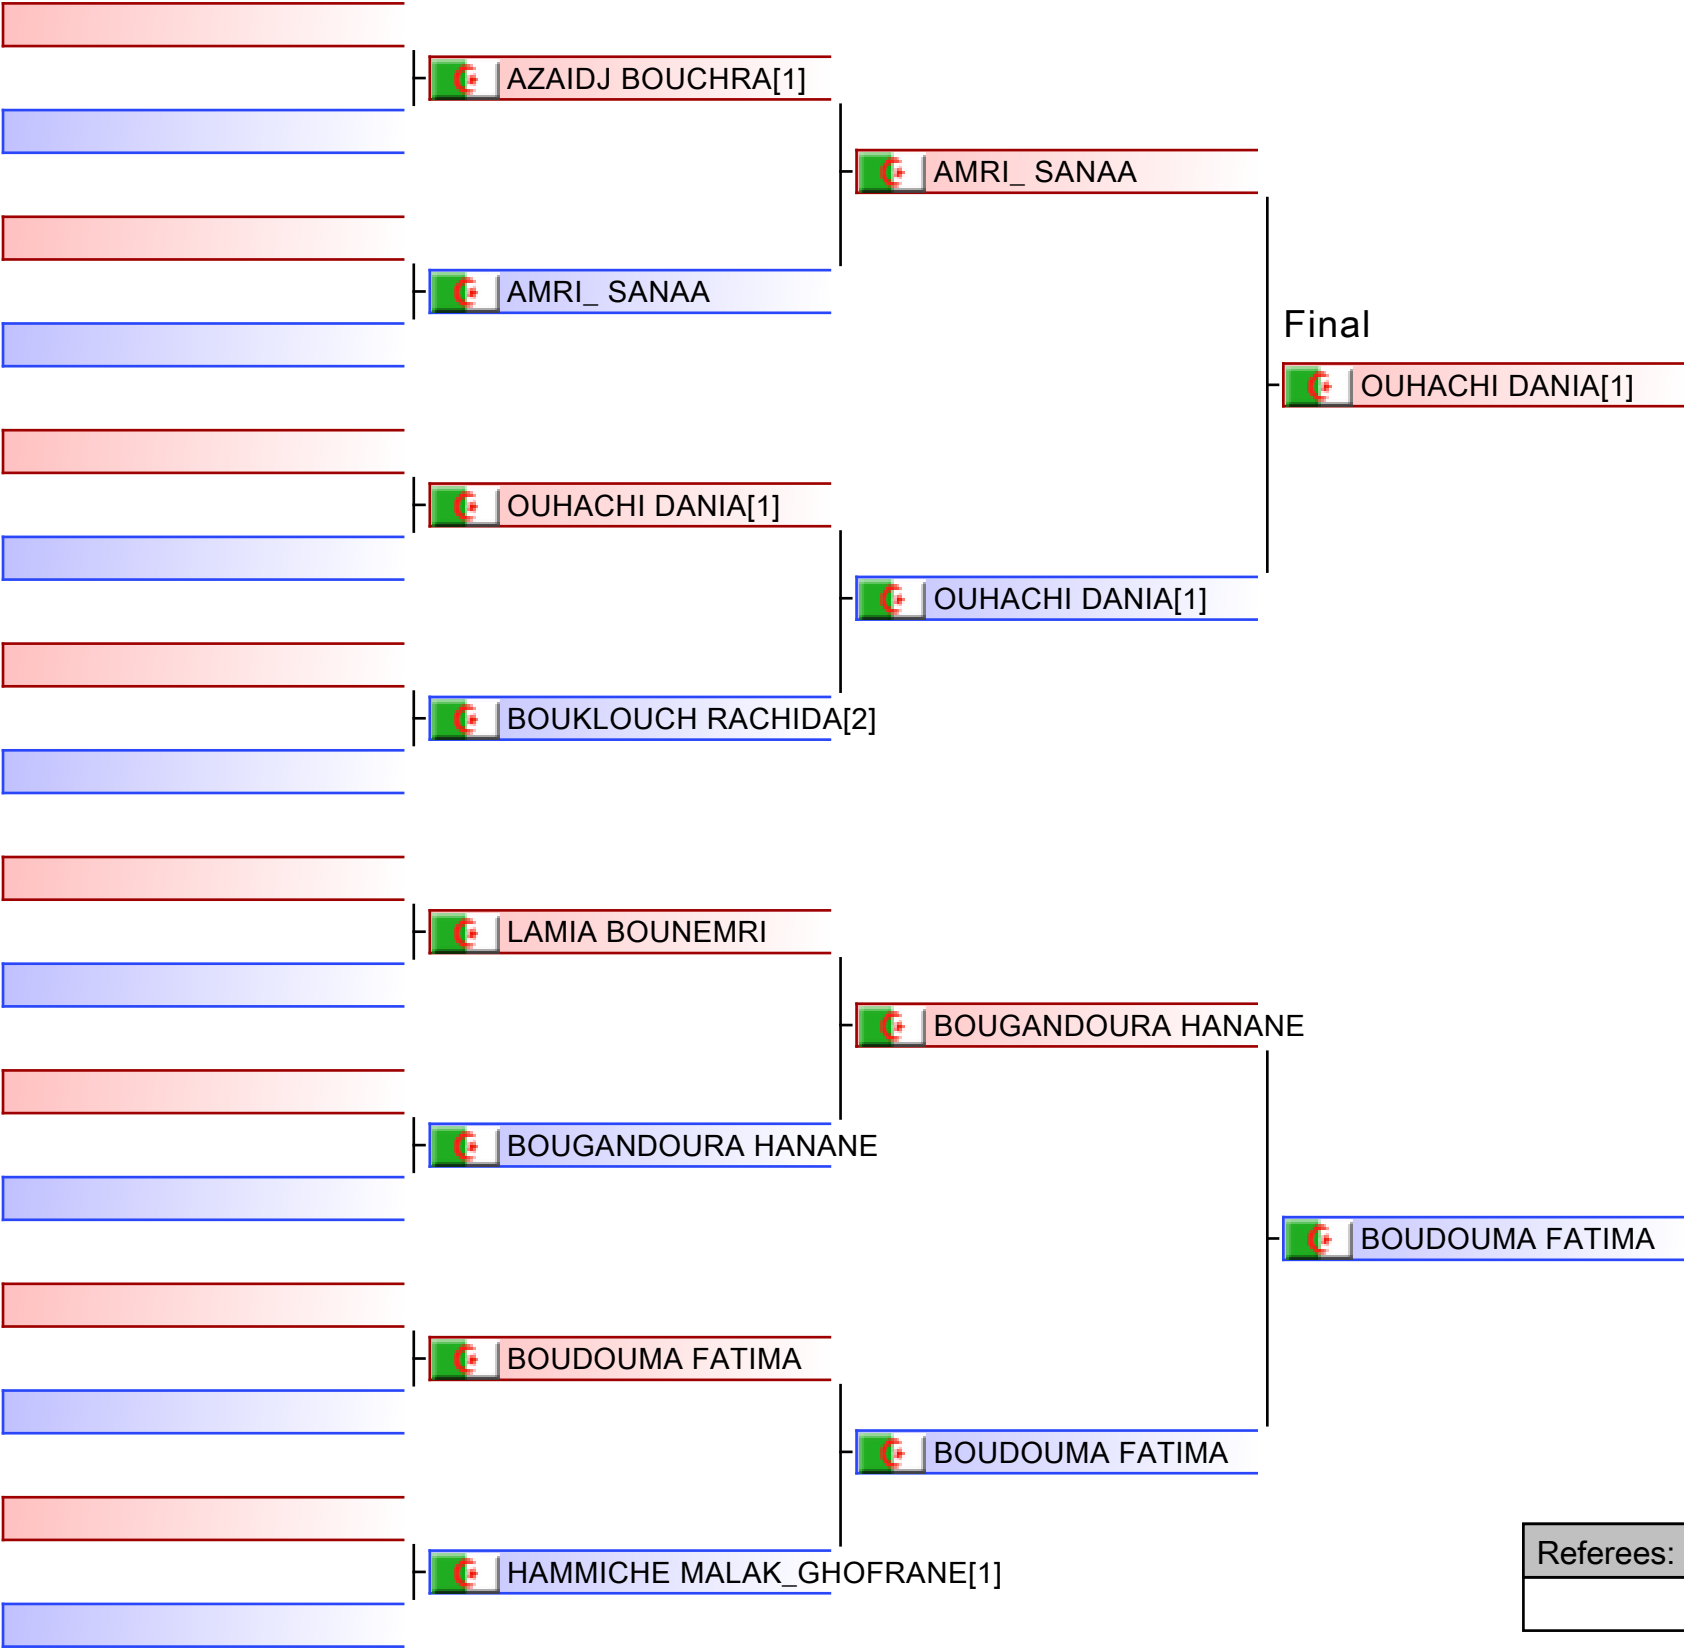 AZAIDJ BOUCHRA[1]
AMRI_ SANAA
OUHACHI DANIA[1]
BOUKLOUCH RACHIDA[2]
LAMIA BOUNEMRI
BOUGANDOURA HANANE
BOUDOUMA FATIMA
HAMMICHE MALAK_GHOFRANE[1]
AMRI_ SANAA
OUHACHI DANIA[1]
BOUGANDOURA HANANE
BOUDOUMA FATIMA
Final
OUHACHI DANIA[1]
BOUDOUMA FATIMA
Referees: